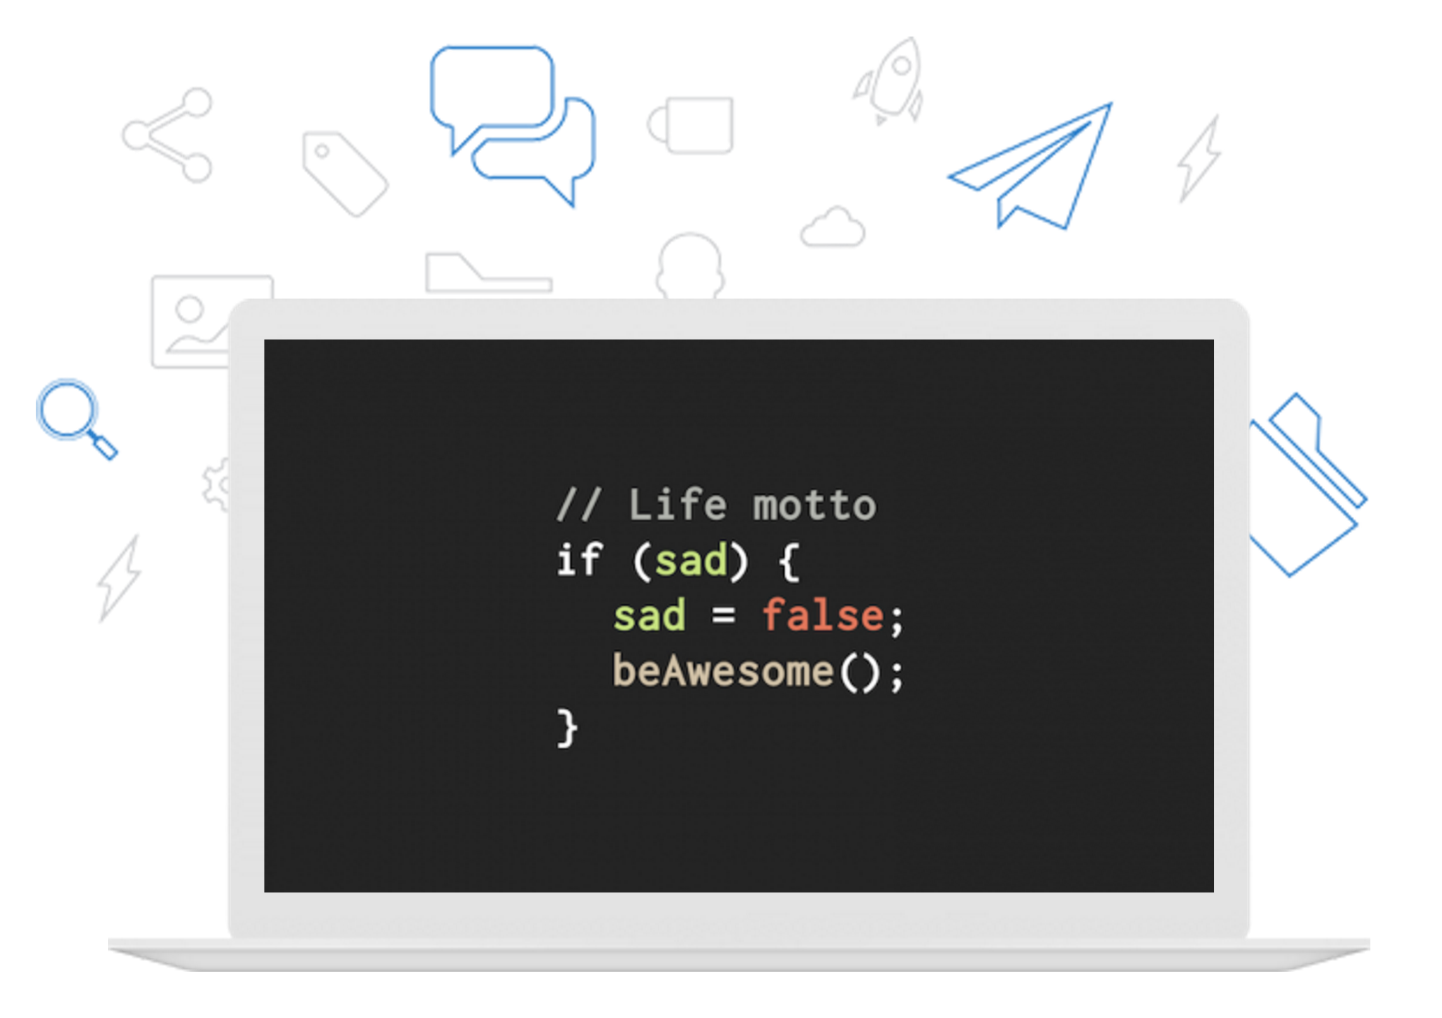 // Life motto
if (sad) {
   sad = false;
   beAwesome();
}